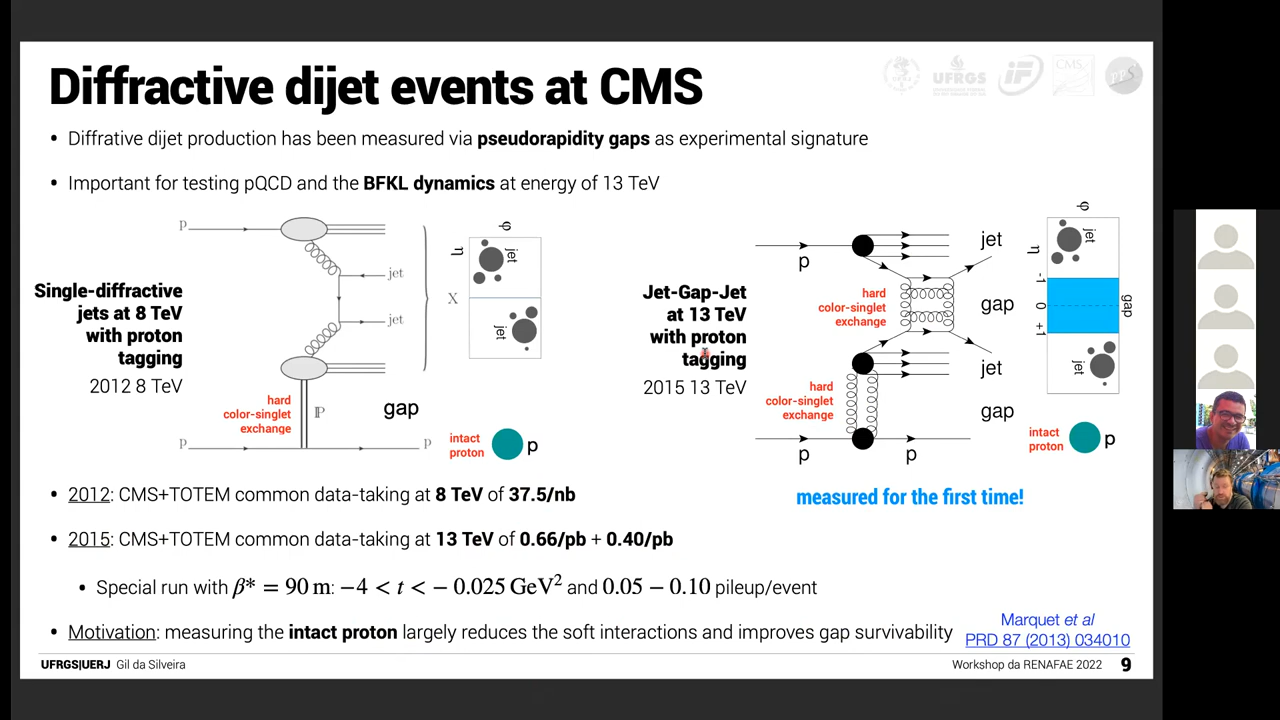 Diffractive dijet events at CMS
UFRGS
iF
CMS
PPS
• Diffrative dijet production has been measured via pseudorapidity gaps as experimental signature
• Important for testing pQCD and the BFKL dynamics at energy of 13 TeV
Single-diffractive
jets at 8 TeV
with proton
tagging
2012 8 TeV
p
jet
jet
X
hard
color-singlet
exchange
ℙ
gap
p
p
φ
η
jet
jet
intact
proton
p
Jet-Gap-Jet
at 13 TeV
with proton
tagging
2015 13 TeV
p
jet
hard
color-singlet
exchange
gap
jet
hard
color-singlet
exchange
gap
p
p
φ
η
jet
-1
0
+1
gap
jet
intact
proton
p
measured for the first time!
• 2012: CMS+TOTEM common data-taking at 8 TeV of 37.5/nb
• 2015: CMS+TOTEM common data-taking at 13 TeV of 0.66/pb + 0.40/pb
• Special run with β* = 90 m: −4 < t < − 0.025 GeV² and 0.05 − 0.10 pileup/event
• Motivation: measuring the intact proton largely reduces the soft interactions and improves gap survivability
Marquet et al
PRD 87 (2013) 034010
UFRGS|UERJ Gil da Silveira
Workshop da RENAFAE 2022 9